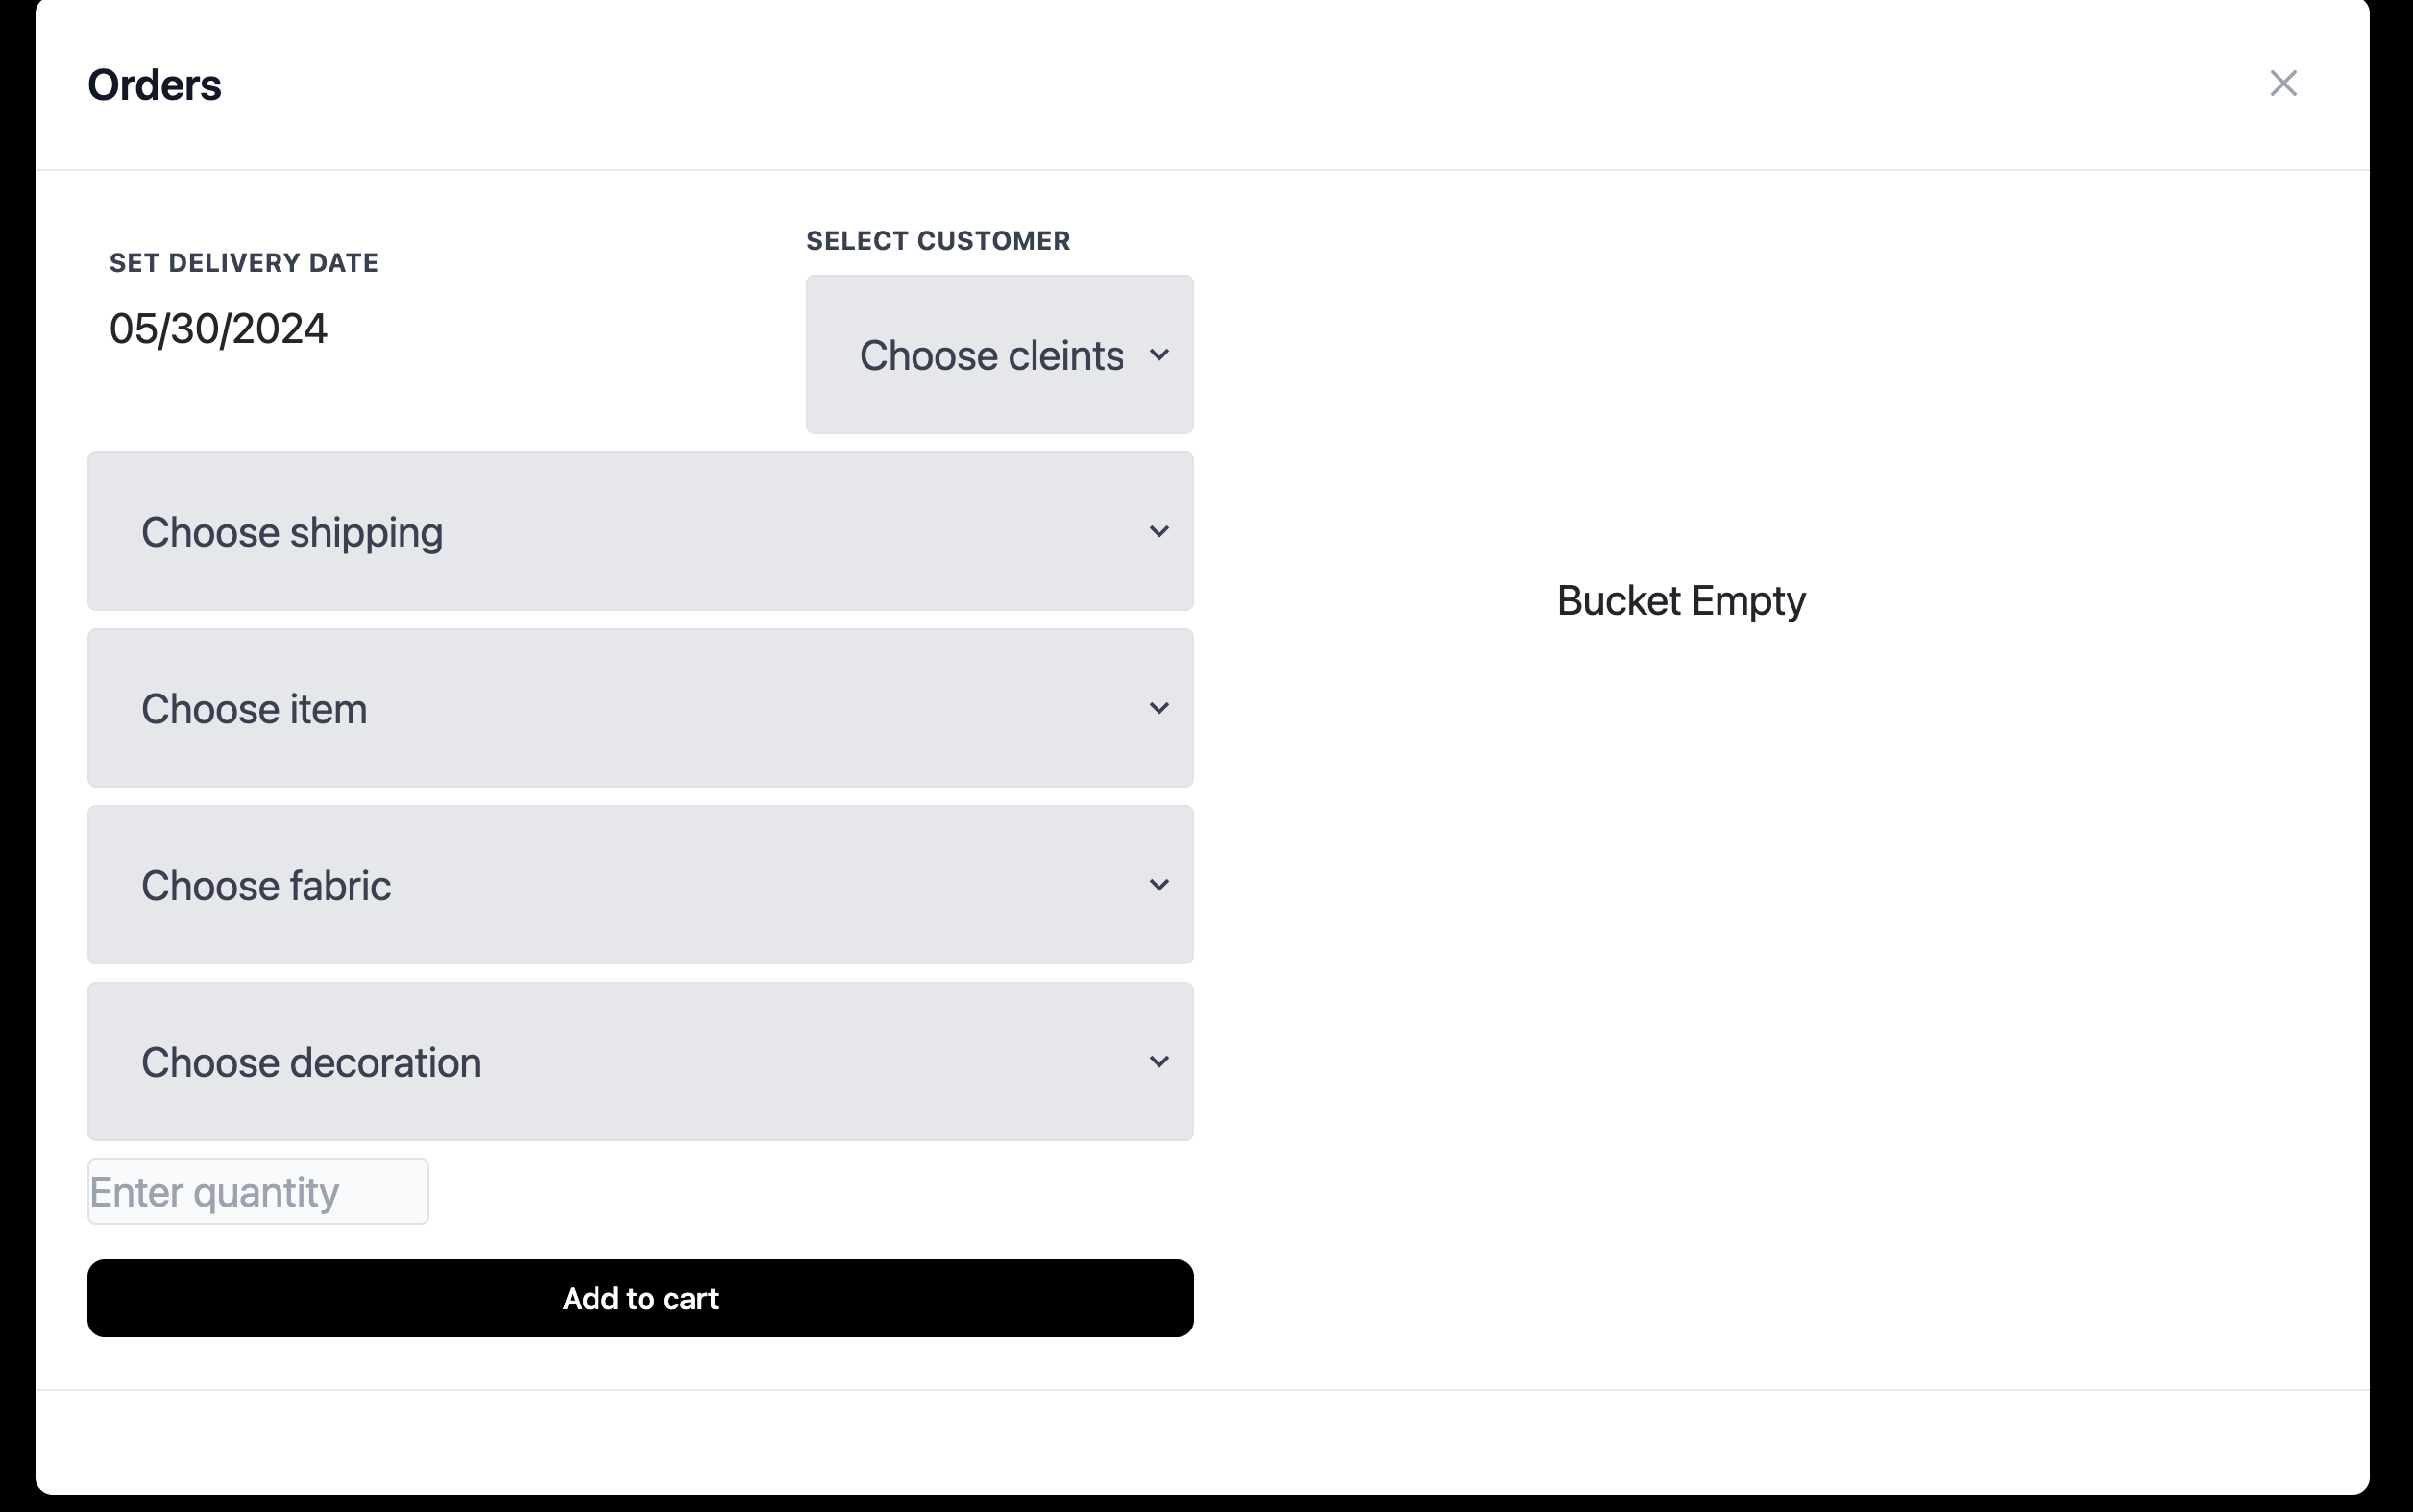 Orders
SET DELIVERY DATE
05/30/2024
SELECT CUSTOMER
Choose cleints
Choose shipping
Choose item
Choose fabric
Choose decoration
Enter quantity
Add to cart
Bucket Empty